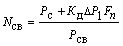 N_св = (P_с + K_д ΔP_1 F_п) / P_св